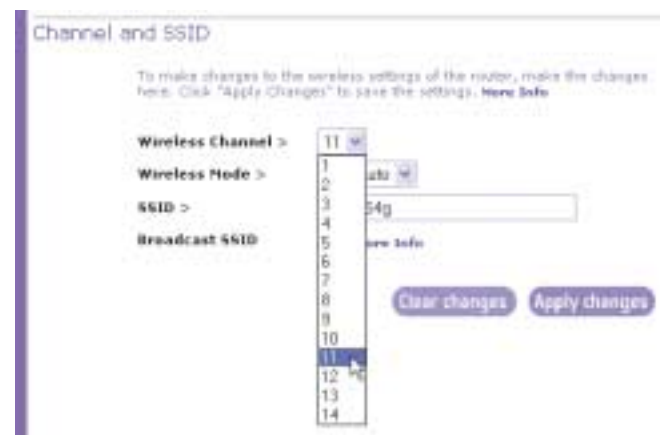 Channel and SSID
To make changes to the wireless settings of the router, make the changes
here. Click "Apply Changes" to save the settings. More Info
Wireless Channel > 11
Wireless Mode > uto
SSID > 54g
Broadcast SSID ore Info
1
2
3
4
5
6
7
8
9
10
11
12
13
14
Clear changes Apply changes